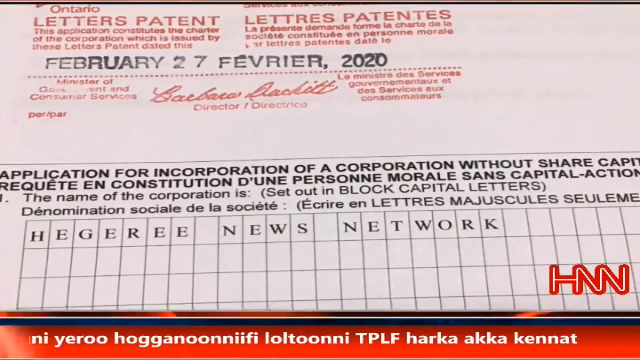 Ontario
LETTERS PATENT
This application constitutes the charter
of the corporation which is issued by
these Letters Patent dated this
LETTRES PATENTES
La présente demande forme la charte de la
société constituée en personne morale
par lettres patentes daté le
FEBRUARY 27 FÉVRIER, 2020
Minister of
Government and
Consumer Services
Director / Directrice
Le ministre des Services
gouvernementaux et
des Services aux
consommateurs
per/par
APPLICATION FOR INCORPORATION OF A CORPORATION WITHOUT SHARE CAPI
REQUÊTE EN CONSTITUTION D'UNE PERSONNE MORALE SANS CAPITAL-ACTION
1. The name of the corporation is: (Set out in BLOCK CAPITAL LETTERS)
Dénomination sociale de la société : (Écrire en LETTRES MAJUSCULES SEULEME
HEGEREE NEWS NETWORK
HNN
ni yeroo hogganoonniifi loltoonni TPLF harka akka kennat